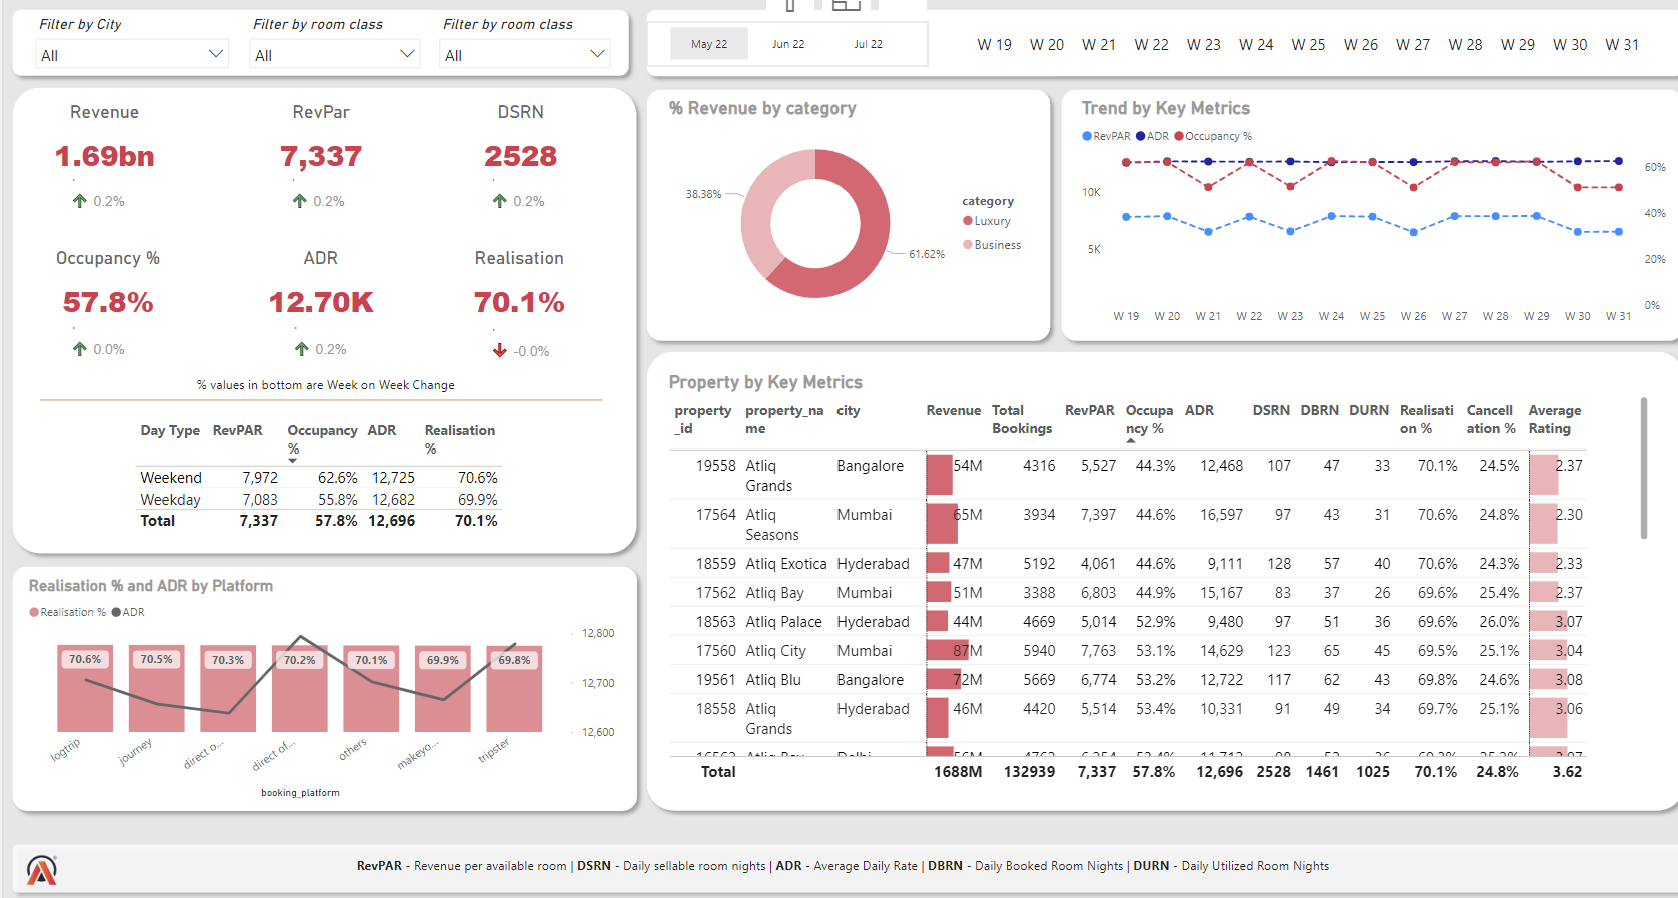 Filter by City
Filter by room class
Filter by room class
All
All
All
May 22
Jun 22
Jul 22
W 19 W 20 W 21 W 22 W 23 W 24 W 25 W 26 W 27 W 28 W 29 W 30 W 31
Revenue
RevPar
DSRN
1.69bn
7,337
2528
0.2%
0.2%
0.2%
Occupancy %
ADR
Realisation
57.8%
12.70K
70.1%
0.0%
0.2%
-0.0%
% values in bottom are Week on Week Change
Day Type RevPAR Occupancy % ADR Realisation %
Weekend 7,972 62.6% 12,725 70.6%
Weekday 7,083 55.8% 12,682 69.9%
Total 7,337 57.8% 12,696 70.1%
Realisation % and ADR by Platform
Realisation % ADR
12,800
12,700
12,600
70.6% 70.5% 70.3% 70.2% 70.1% 69.9% 69.8%
logtrip journey direct o... direct of... others makeyo... tripster
booking_platform
% Revenue by category
38.38%
61.62%
category
Luxury
Business
Trend by Key Metrics
RevPAR ADR Occupancy %
10K
5K
60%
40%
20%
0%
W 19 W 20 W 21 W 22 W 23 W 24 W 25 W 26 W 27 W 28 W 29 W 30 W 31
Property by Key Metrics
property_id property_name city Revenue Total Bookings RevPAR Occupancy % ADR DSRN DBRN DURN Realisation % Cancellation % Average Rating
19558 Atliq Grands Bangalore 54M 4316 5,527 44.3% 12,468 107 47 33 70.1% 24.5% 2.37
17564 Atliq Seasons Mumbai 65M 3934 7,397 44.6% 16,597 97 43 31 70.6% 24.8% 2.30
18559 Atliq Exotica Hyderabad 47M 5192 4,061 44.6% 9,111 128 57 40 70.6% 24.3% 2.33
17562 Atliq Bay Mumbai 51M 3388 6,803 44.9% 15,167 83 37 26 69.6% 25.4% 2.37
18563 Atliq Palace Hyderabad 44M 4669 5,014 52.9% 9,480 97 51 36 69.6% 26.0% 3.07
17560 Atliq City Mumbai 87M 5940 7,763 53.1% 14,629 123 65 45 69.5% 25.1% 3.04
19561 Atliq Blu Bangalore 72M 5669 6,774 53.2% 12,722 117 62 43 69.8% 24.6% 3.08
18558 Atliq Grands Hyderabad 46M 4420 5,514 53.4% 10,331 91 49 34 69.7% 25.1% 3.06
Total 1688M 132939 7,337 57.8% 12,696 2528 1461 1025 70.1% 24.8% 3.62
RevPAR - Revenue per available room | DSRN - Daily sellable room nights | ADR - Average Daily Rate | DBRN - Daily Booked Room Nights | DURN - Daily Utilized Room Nights